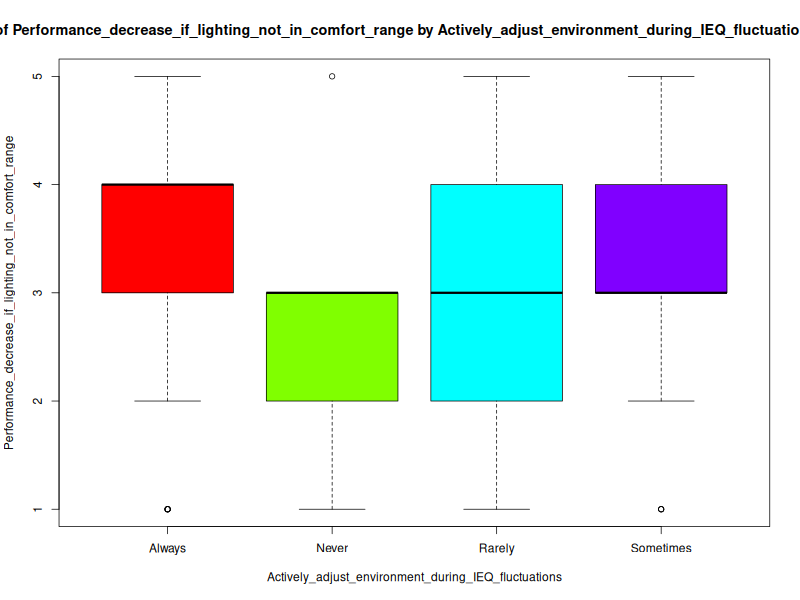 of Performance_decrease_if_lighting_not_in_comfort_range by Actively_adjust_environment_during_IEQ_fluctuatio
Performance_decrease_if_lighting_not_in_comfort_range
5
4
3
2
1
Always Never Rarely Sometimes
Actively_adjust_environment_during_IEQ_fluctuations